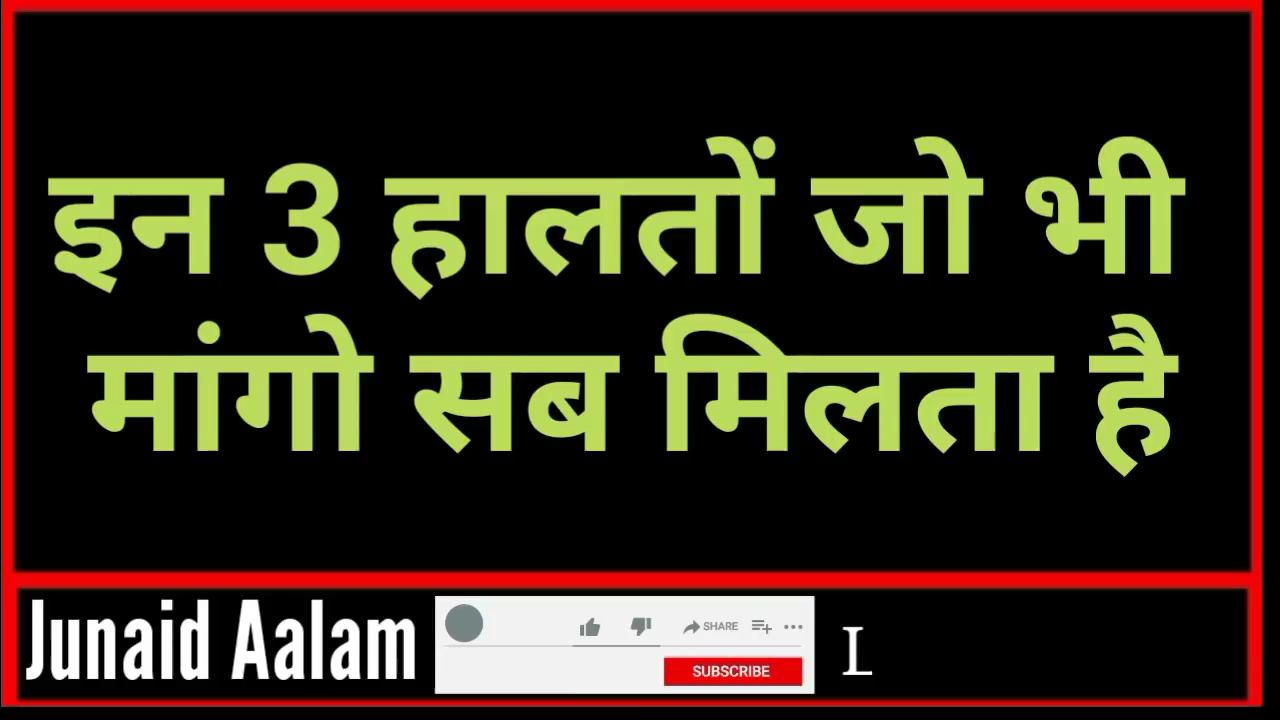 इन 3 हालतों जो भी
मांगो सब मिलता है
Junaid Aalam
SHARE
SUBSCRIBE
L